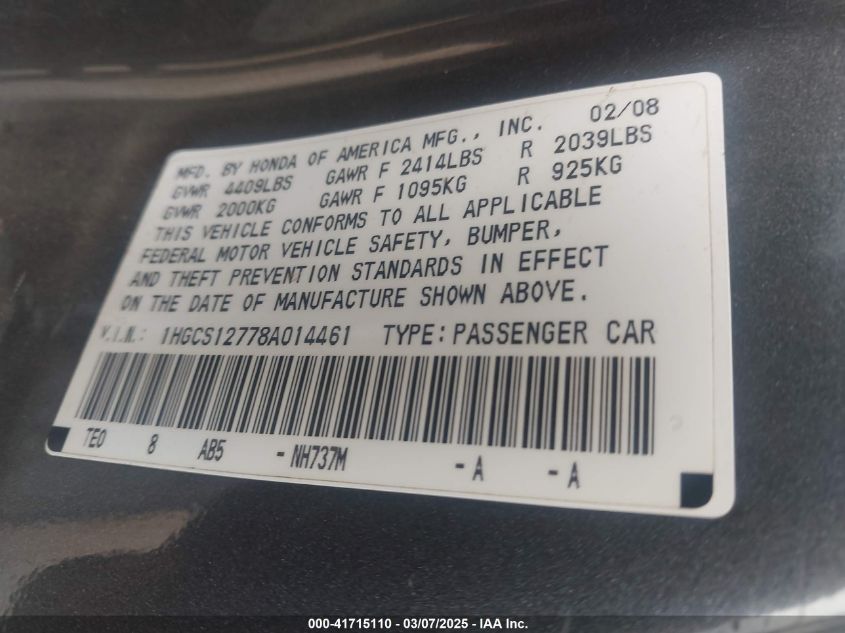 MFD. BY HONDA OF AMERICA MFG., INC. 02/08
GVWR 4409LBS GAWR F 2414LBS R 2039LBS
GVWR 2000KG GAWR F 1095KG R 925KG
THIS VEHICLE CONFORMS TO ALL APPLICABLE
FEDERAL MOTOR VEHICLE SAFETY, BUMPER,
AND THEFT PREVENTION STANDARDS IN EFFECT
ON THE DATE OF MANUFACTURE SHOWN ABOVE.
V.I.N.: 1HGCS12778A014461 TYPE: PASSENGER CAR
TE0 8 AB5 - NH737M - A - A
000-41715110 - 03/07/2025 - IAA Inc.